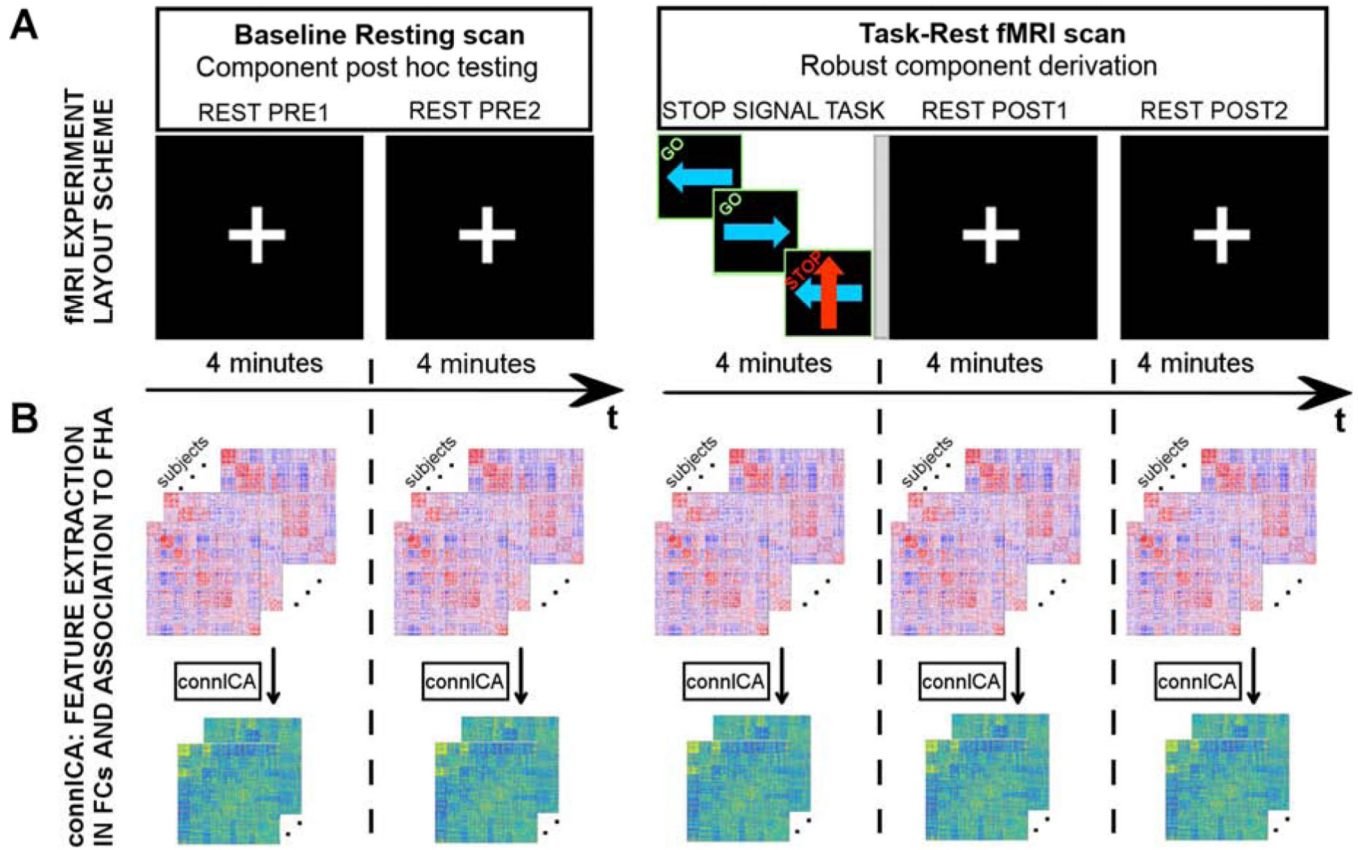 A
fMRI EXPERIMENT
LAYOUT SCHEME
Baseline Resting scan
Component post hoc testing
REST PRE1
REST PRE2
Task-Rest fMRI scan
Robust component derivation
STOP SIGNAL TASK
REST POST1
REST POST2
GO
GO
STOP
4 minutes
4 minutes
4 minutes
4 minutes
4 minutes
t
t
B
connICA: FEATURE EXTRACTION
IN FCs AND ASSOCIATION TO FHA
subjects
subjects
subjects
subjects
subjects
connICA
connICA
connICA
connICA
connICA